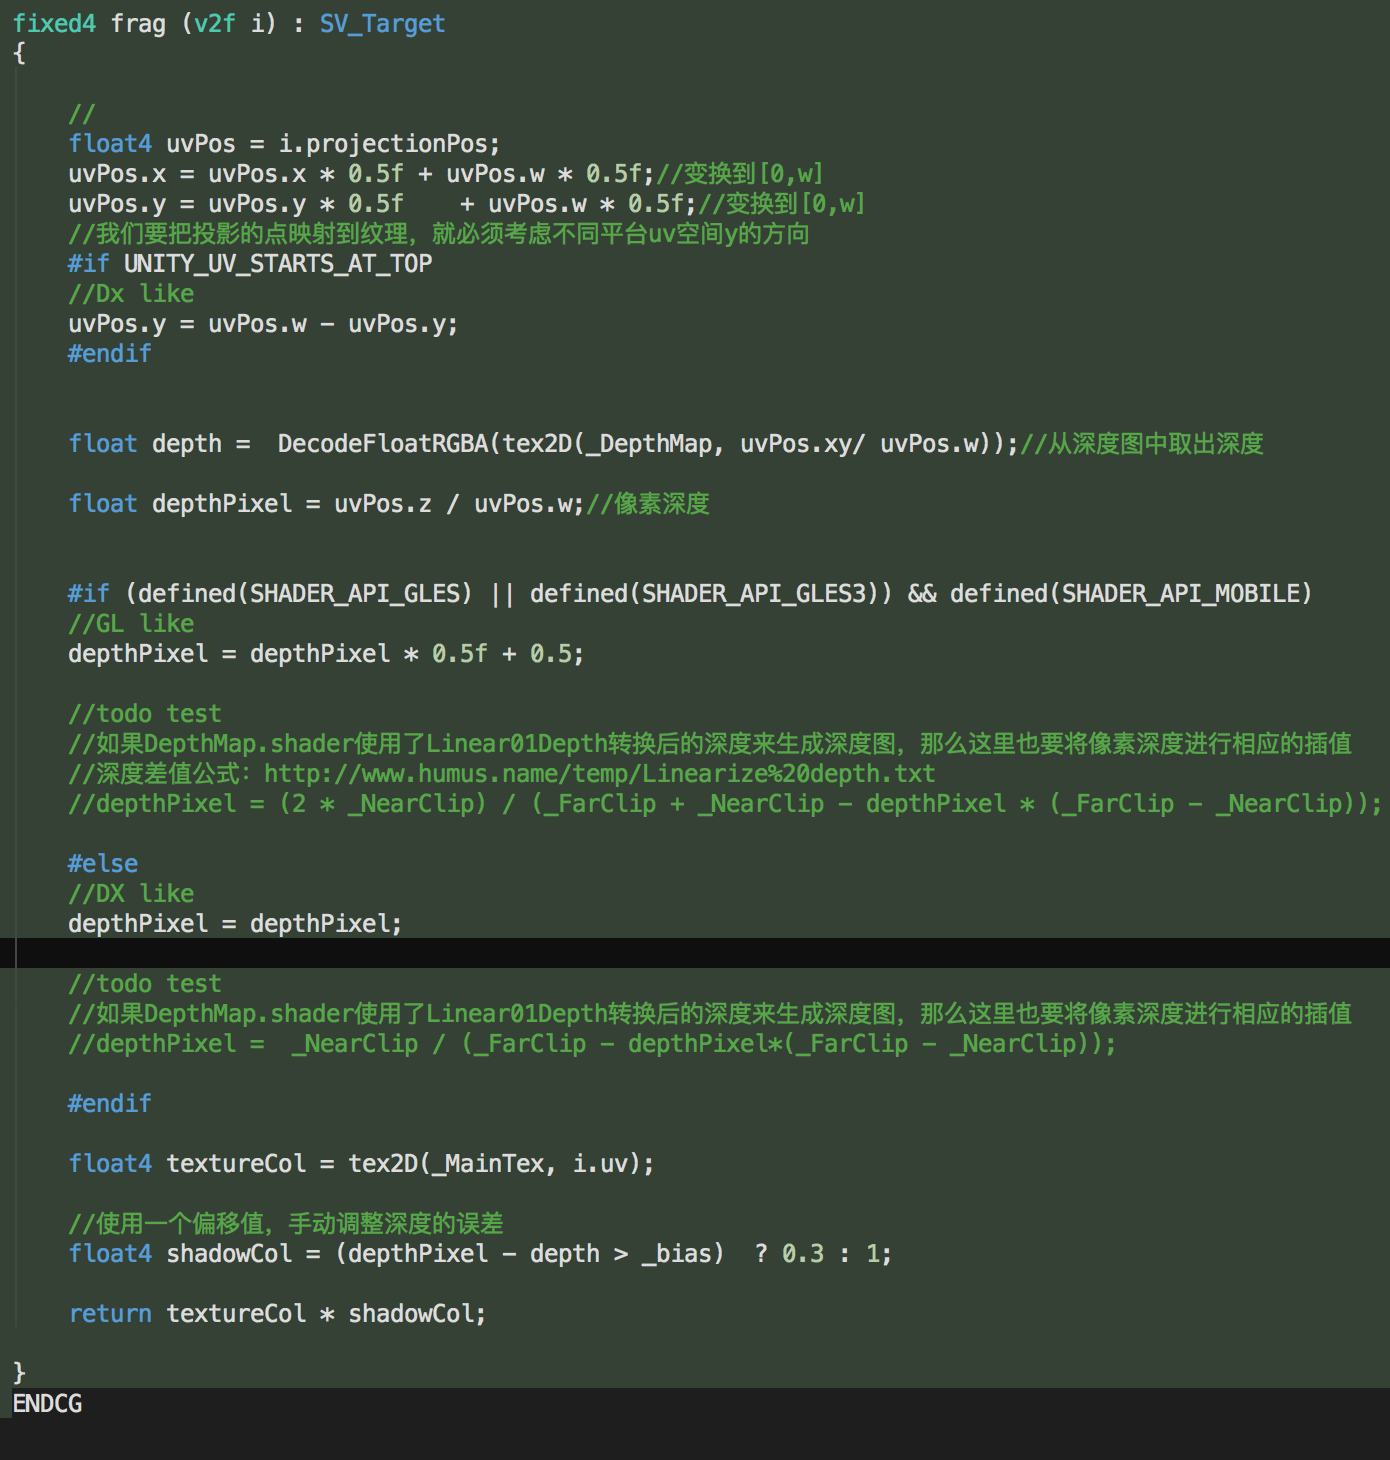 fixed4 frag (v2f i) : SV_Target
{
//
float4 uvPos = i.projectionPos;
uvPos.x = uvPos.x * 0.5f + uvPos.w * 0.5f;//变换到[0,w]
uvPos.y = uvPos.y * 0.5f    + uvPos.w * 0.5f;//变换到[0,w]
//我们要把投影的点映射到纹理，就必须考虑不同平台uv空间y的方向
#if UNITY_UV_STARTS_AT_TOP
//Dx like
uvPos.y = uvPos.w - uvPos.y;
#endif
float depth =  DecodeFloatRGBA(tex2D(_DepthMap, uvPos.xy/ uvPos.w));//从深度图中取出深度
float depthPixel = uvPos.z / uvPos.w;//像素深度
#if (defined(SHADER_API_GLES) || defined(SHADER_API_GLES3)) && defined(SHADER_API_MOBILE)
//GL like
depthPixel = depthPixel * 0.5f + 0.5;
//todo test
//如果DepthMap.shader使用了Linear01Depth转换后的深度来生成深度图，那么这里也要将像素深度进行相应的插值
//深度差值公式：http://www.humus.name/temp/Linearize%20depth.txt
//depthPixel = (2 * _NearClip) / (_FarClip + _NearClip - depthPixel * (_FarClip - _NearClip));
#else
//DX like
depthPixel = depthPixel;
//todo test
//如果DepthMap.shader使用了Linear01Depth转换后的深度来生成深度图，那么这里也要将像素深度进行相应的插值
//depthPixel =  _NearClip / (_FarClip - depthPixel*(_FarClip - _NearClip));
#endif
float4 textureCol = tex2D(_MainTex, i.uv);
//使用一个偏移值，手动调整深度的误差
float4 shadowCol = (depthPixel - depth > _bias)  ? 0.3 : 1;
return textureCol * shadowCol;
}
ENDCG